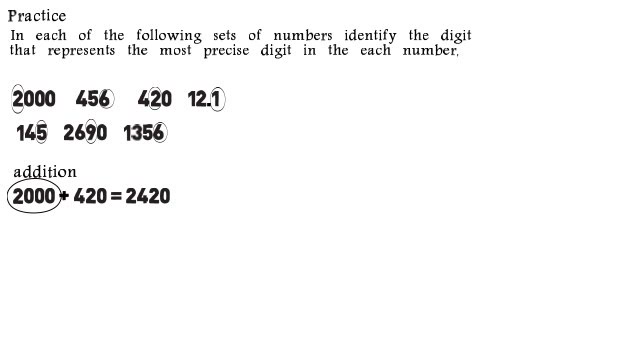 Practice
In each of the following sets of numbers identify the digit
that represents the most precise digit in the each number.
2000 456 420 12.1
145 2690 1356
addition
2000 + 420 = 2420